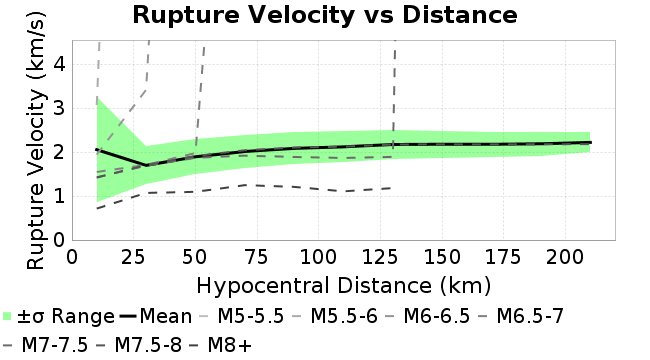 Rupture Velocity vs Distance
Rupture Velocity (km/s)
4
3
2
1
0
0 25 50 75 100 125 150 175 200
Hypocentral Distance (km)
±σ Range Mean M5-5.5 M5.5-6 M6-6.5 M6.5-7
M7-7.5 M7.5-8 M8+